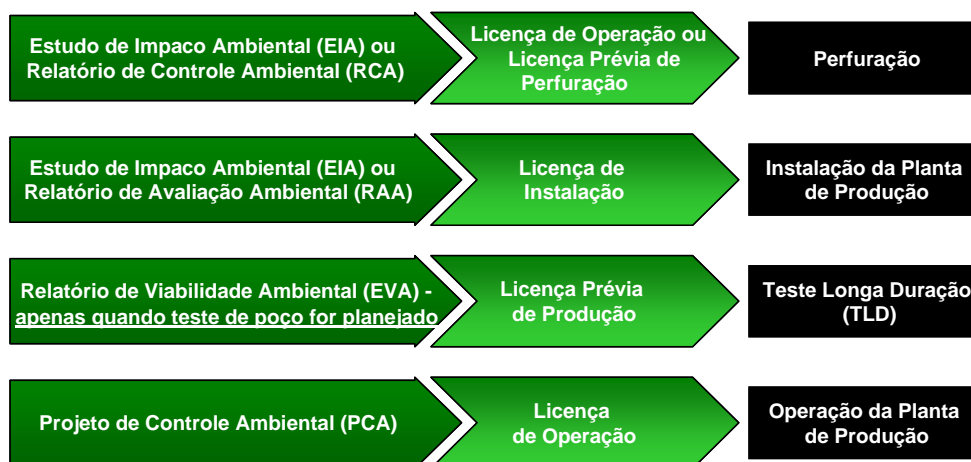 Estudo de Impaco Ambiental (EIA) ou
Relatório de Controle Ambiental (RCA)
Licença de Operação ou
Licença Prévia de
Perfuração
Perfuração
Estudo de Impaco Ambiental (EIA) ou
Relatório de Avaliação Ambiental (RAA)
Licença de
Instalação
Instalação da Planta
de Produção
Relatório de Viabilidade Ambiental (EVA) -
apenas quando teste de poço for planejado
Licença Prévia
de Produção
Teste Longa Duração
(TLD)
Projeto de Controle Ambiental (PCA)
Licença
de Operação
Operação da Planta
de Produção